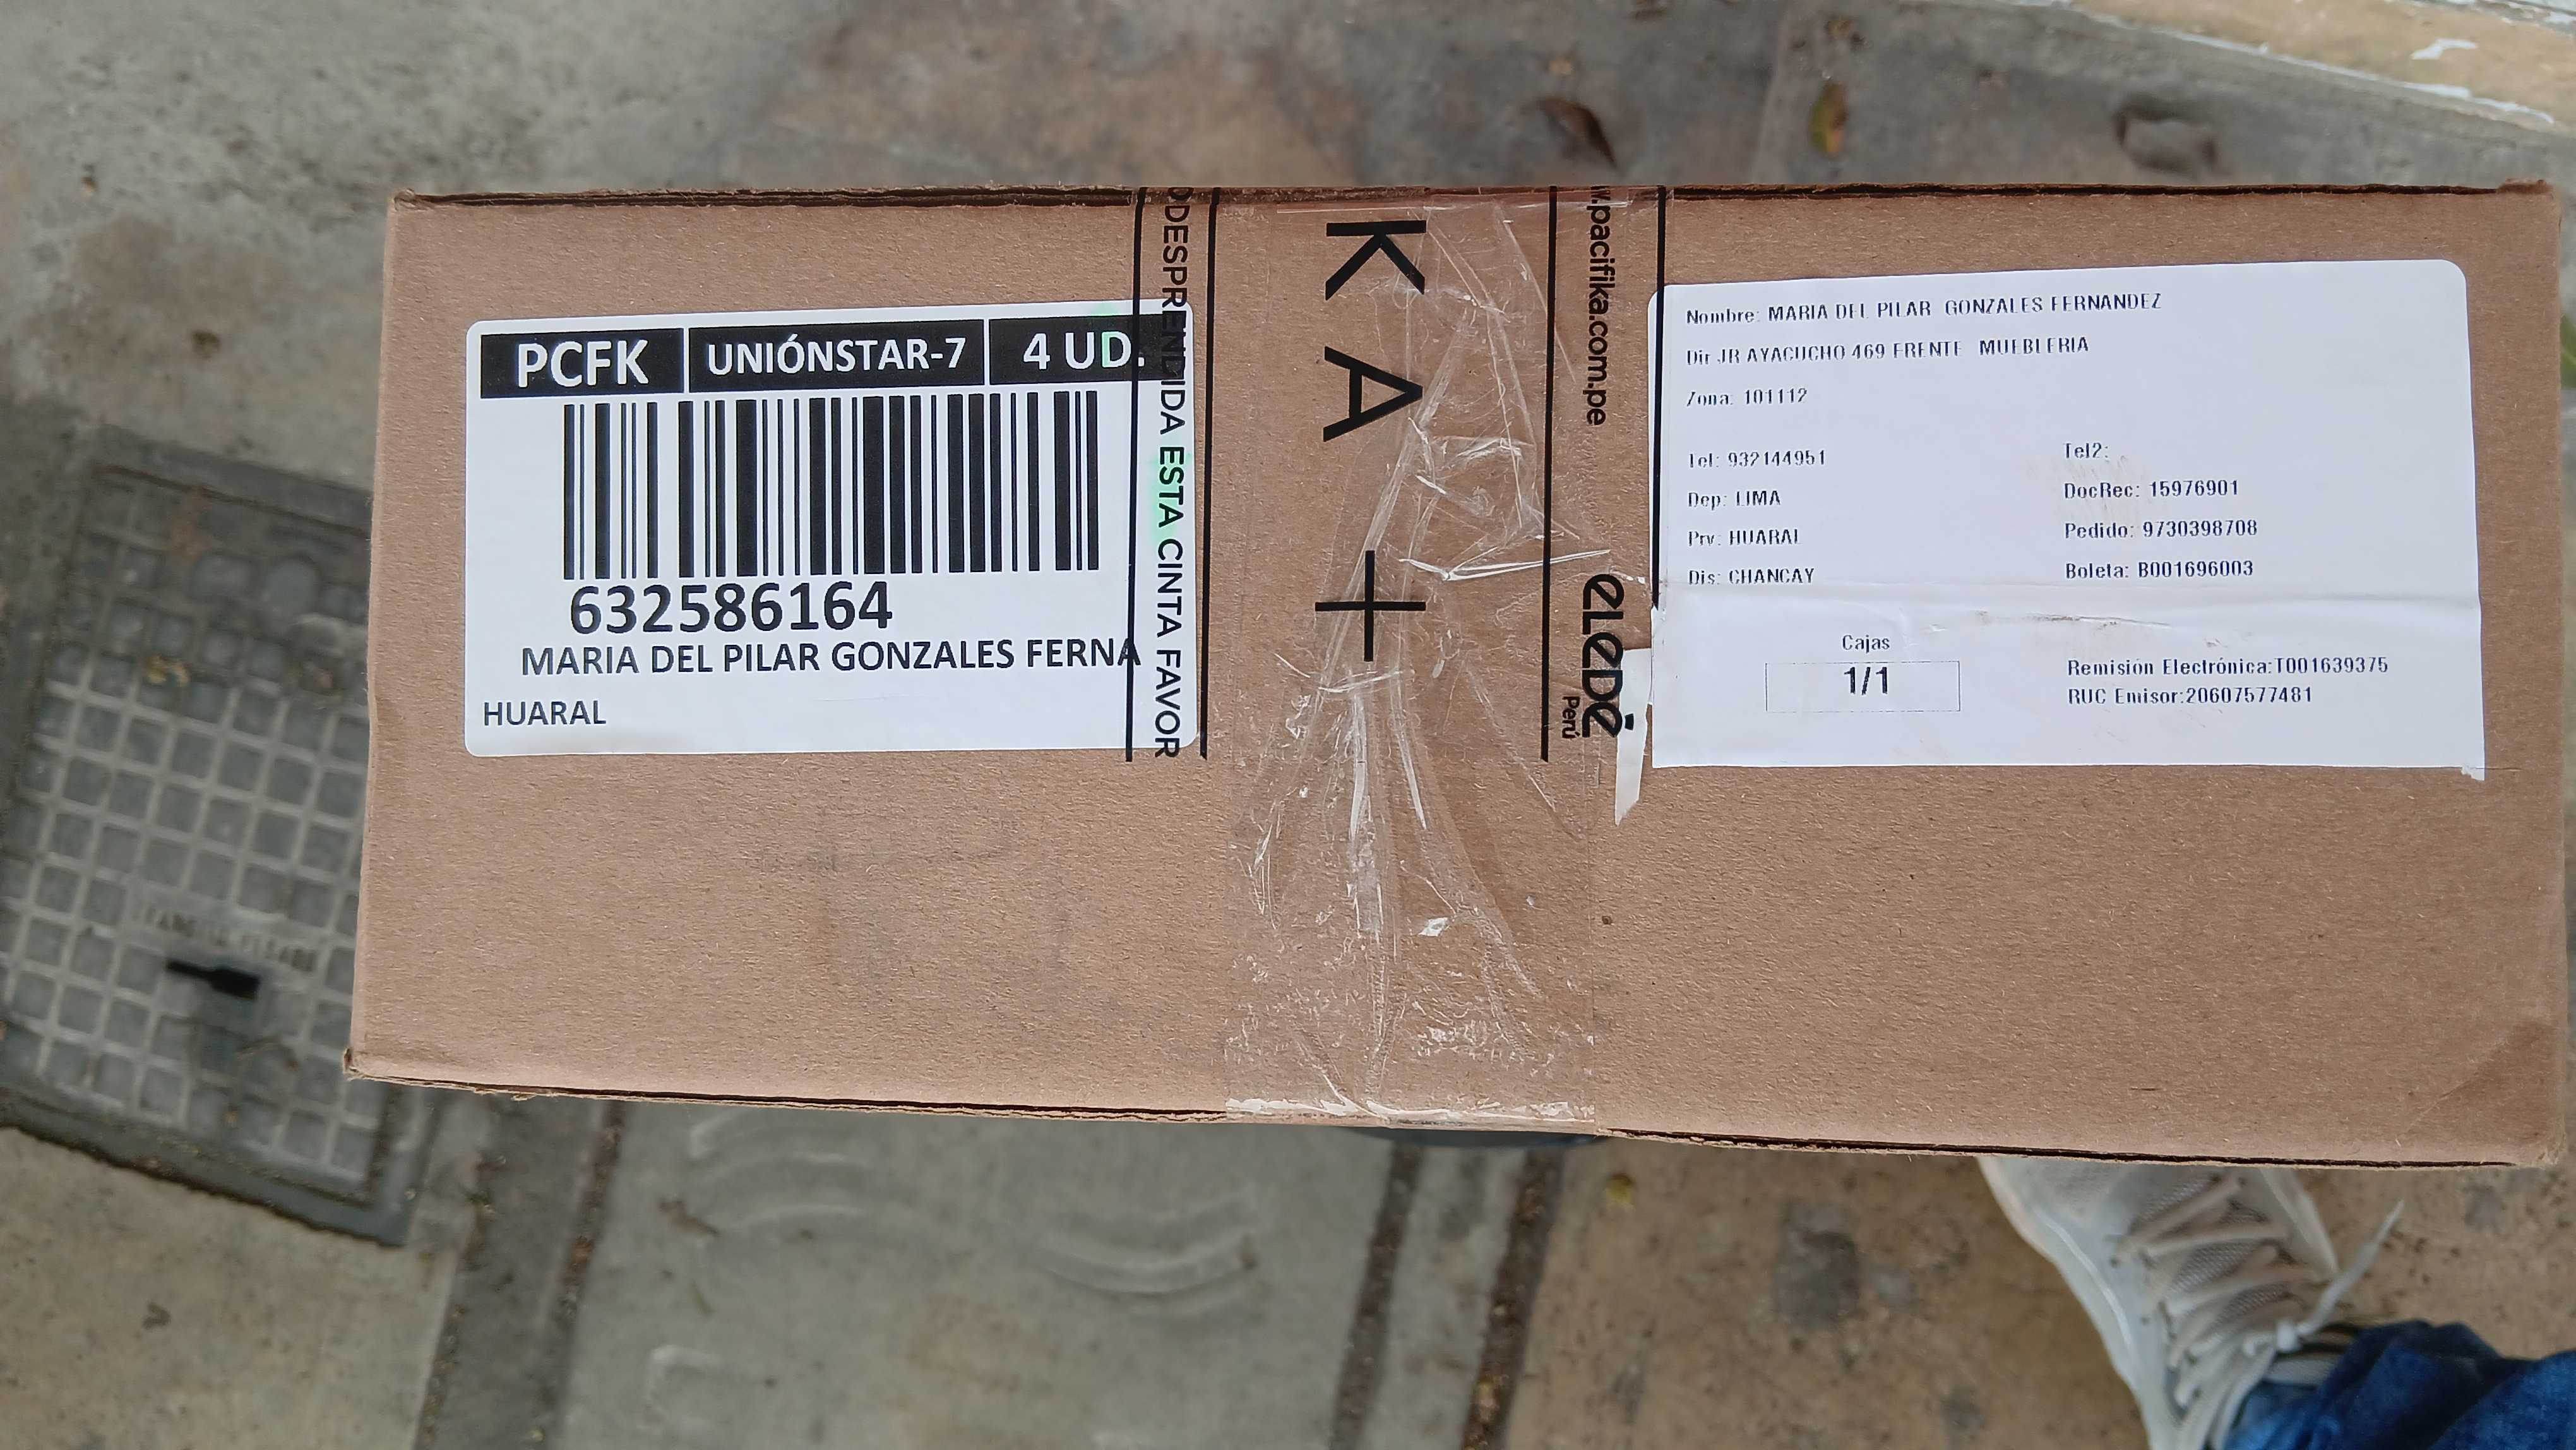 PCFK
UNIÓNSTAR-7
4 UD.
632586164
MARIA DEL PILAR GONZALES FERNA
HUARAL
DESPRENDIDA ESTA CINTA FAVOR
KA+
.pacifika.com.pe
eLeDé
Perú
Nombre: MARIA DEL PILAR GONZALES FERNANDEZ
Dir JR AYACUCHO 469 FRENTE MUEBLERIA
Zona: 101112
Tel: 932144951
Tel2:
Dep: LIMA
DocRec: 15976901
Prv: HUARAL
Pedido: 9730398708
Dis: CHANCAY
Boleta: B001696003
Cajas
1/1
Remisión Electrónica:T001639375
RUC Emisor:20607577481